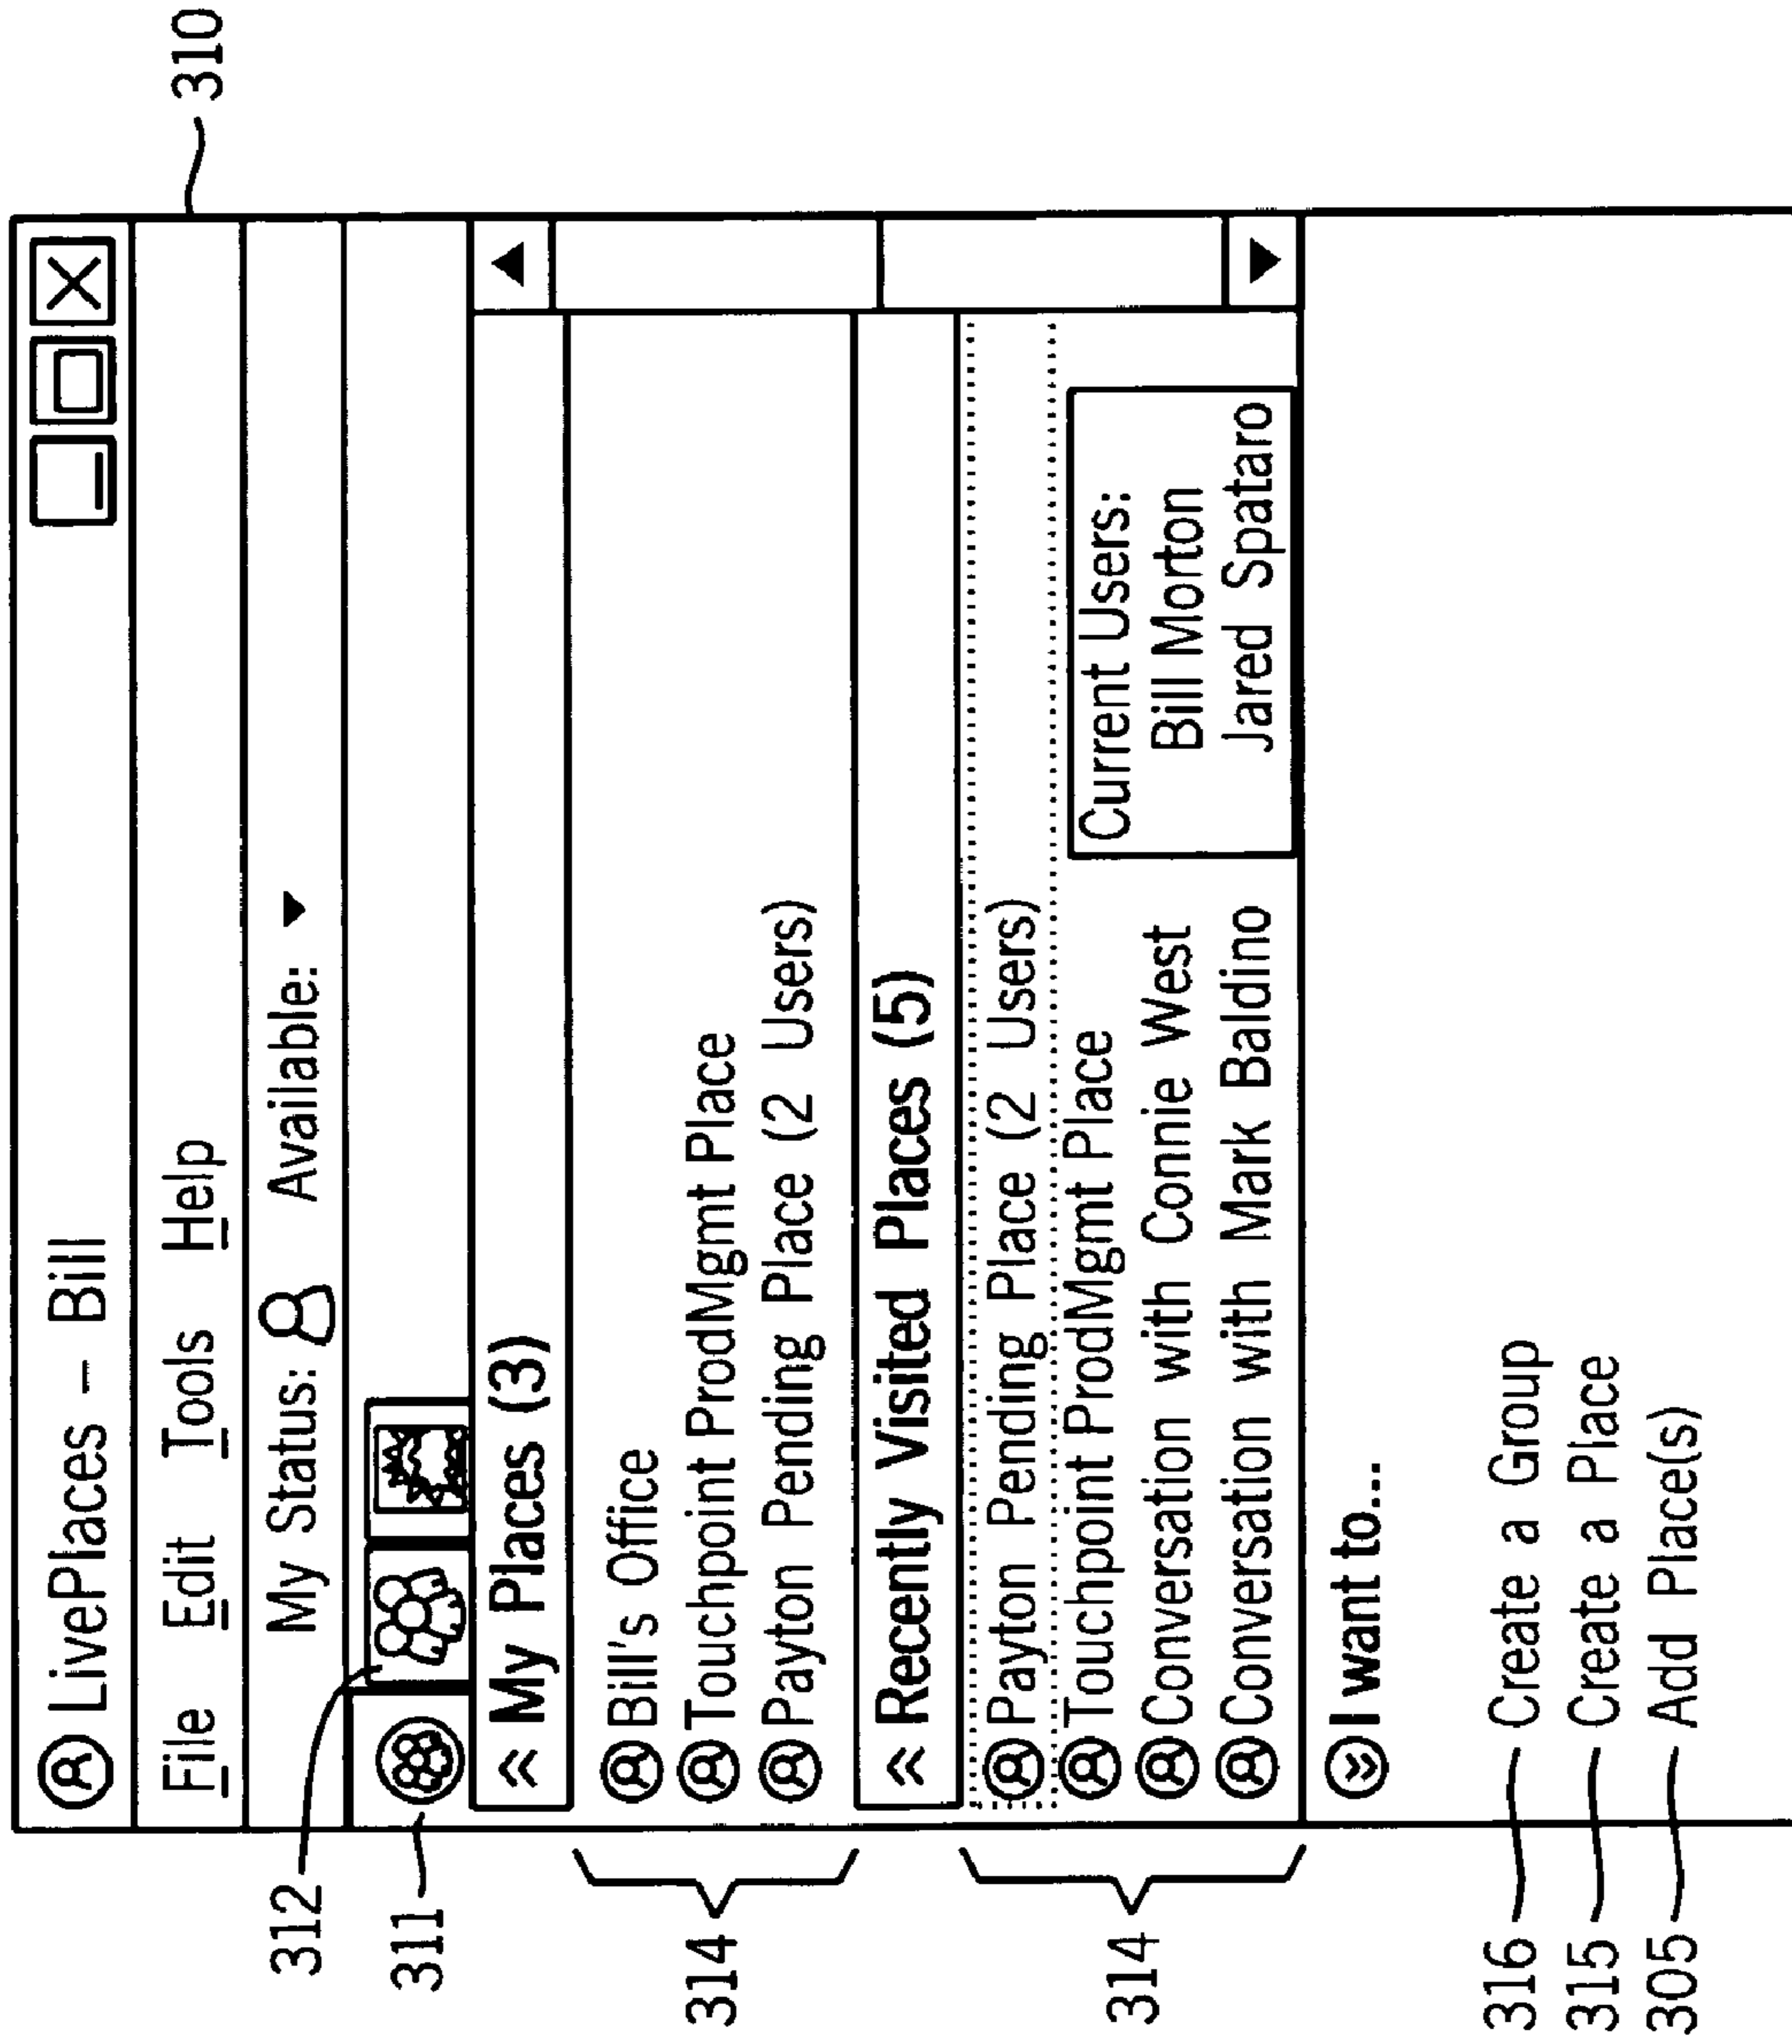 LivePlaces – Bill
File Edit Tools Help
310
My Status: Available: ▼
312
311
« My Places (3)
314
Bill's Office
Touchpoint ProdMgmt Place
Payton Pending Place (2 Users)
« Recently Visited Places (5)
314
Payton Pending Place (2 Users)
Touchpoint ProdMgmt Place
Conversation with Connie West
Conversation with Mark Baldino
Current Users:
Bill Morton
Jared Spataro
I want to...
316 Create a Group
315 Create a Place
305 Add Place(s)